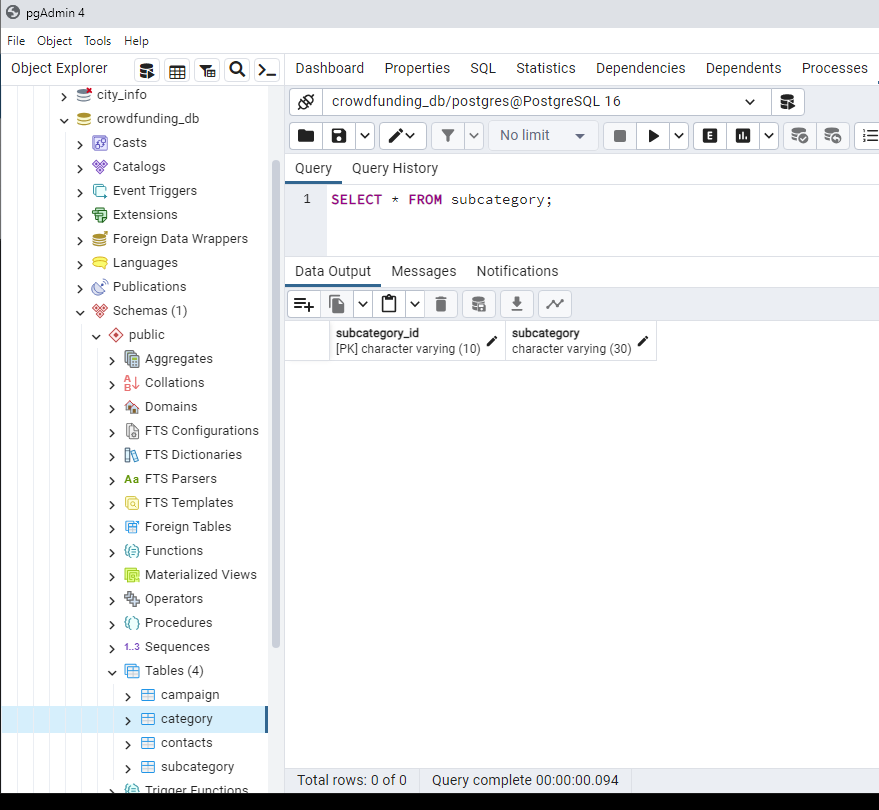 pgAdmin 4
File Object Tools Help
Object Explorer
Dashboard Properties SQL Statistics Dependencies Dependents Processes
city_info
crowdfunding_db
Casts
Catalogs
Event Triggers
Extensions
Foreign Data Wrappers
Languages
Publications
Schemas (1)
public
Aggregates
Collations
Domains
FTS Configurations
FTS Dictionaries
Aa FTS Parsers
FTS Templates
Foreign Tables
Functions
Materialized Views
Operators
Procedures
1..3 Sequences
Tables (4)
campaign
category
contacts
subcategory
Trigger Functions
crowdfunding_db/postgres@PostgreSQL 16
No limit
E
Query Query History
1 SELECT * FROM subcategory;
Data Output Messages Notifications
subcategory_id
[PK] character varying (10)
subcategory
character varying (30)
Total rows: 0 of 0 Query complete 00:00:00.094